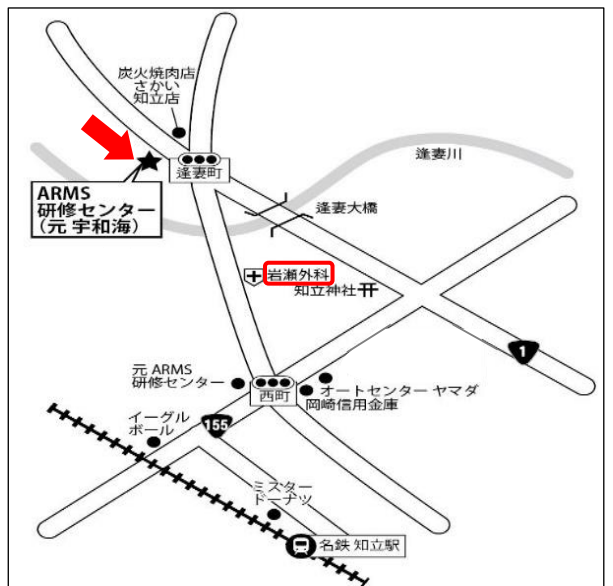 炭火焼肉店
さかい
知立店
逢妻町
逢妻川
ARMS
研修センター
(元 宇和海)
逢妻大橋
岩瀬外科
知立神社
1
元 ARMS
研修センター
西町
オートセンター ヤマダ
岡崎信用金庫
イーグル
ボール
155
ミスター
ドーナツ
名鉄 知立駅